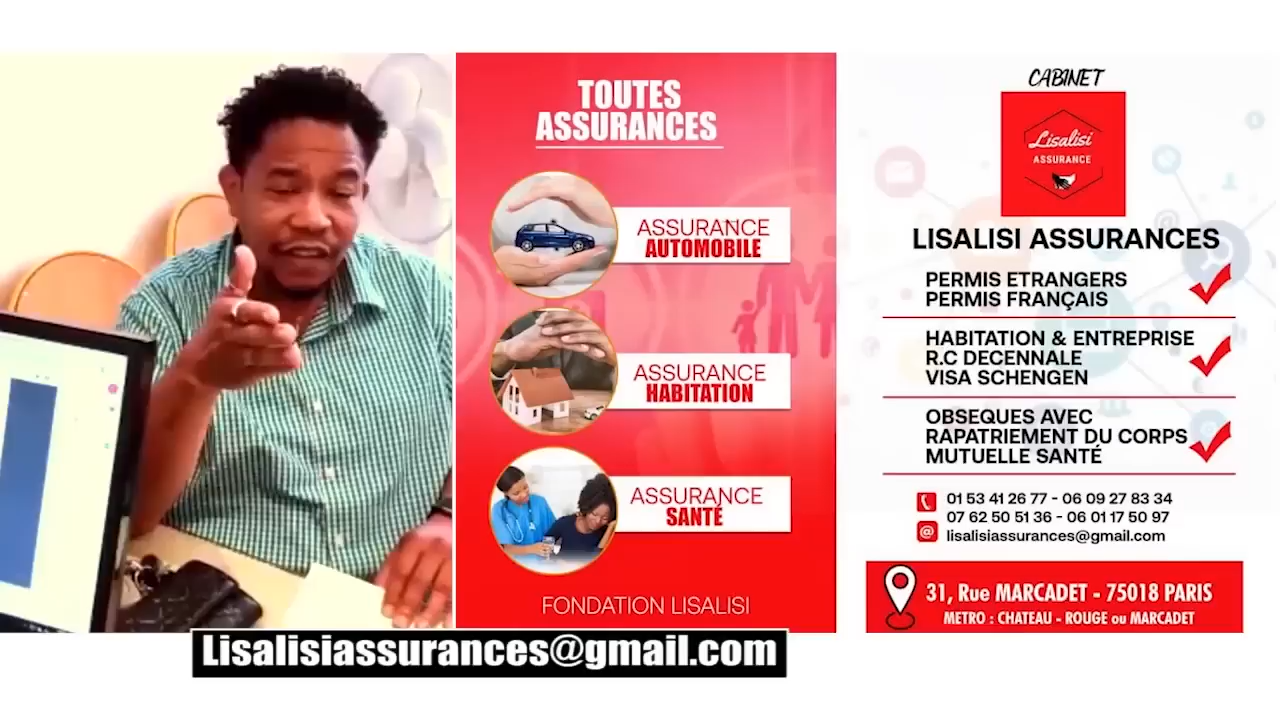 TOUTES
ASSURANCES
ASSURANCE
AUTOMOBILE
ASSURANCE
HABITATION
ASSURANCE
SANTÉ
FONDATION LISALISI
CABINET
Lisalisi
ASSURANCE
LISALISI ASSURANCES
PERMIS ETRANGERS
PERMIS FRANÇAIS
HABITATION & ENTREPRISE
R.C DECENNALE
VISA SCHENGEN
OBSEQUES AVEC
RAPATRIEMENT DU CORPS
MUTUELLE SANTÉ
01 53 41 26 77 - 06 09 27 83 34
07 62 50 51 36 - 06 01 17 50 97
@ lisalisiassurances@gmail.com
31, Rue MARCADET - 75018 PARIS
METRO : CHATEAU - ROUGE ou MARCADET
Lisalisiassurances@gmail.com